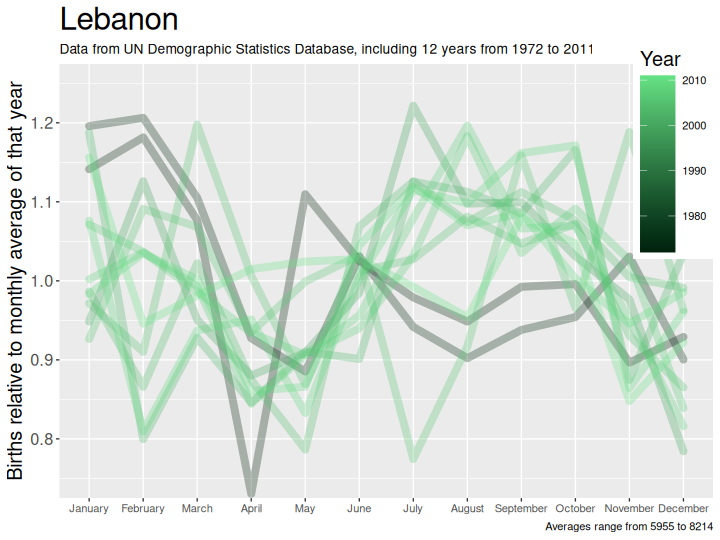 Lebanon
Data from UN Demographic Statistics Database, including 12 years from 1972 to 2011
Year
2010
2000
1990
1980
Births relative to monthly average of that year
1.2
1.1
1.0
0.9
0.8
January February March April May June July August September October November December
Averages range from 5955 to 8214